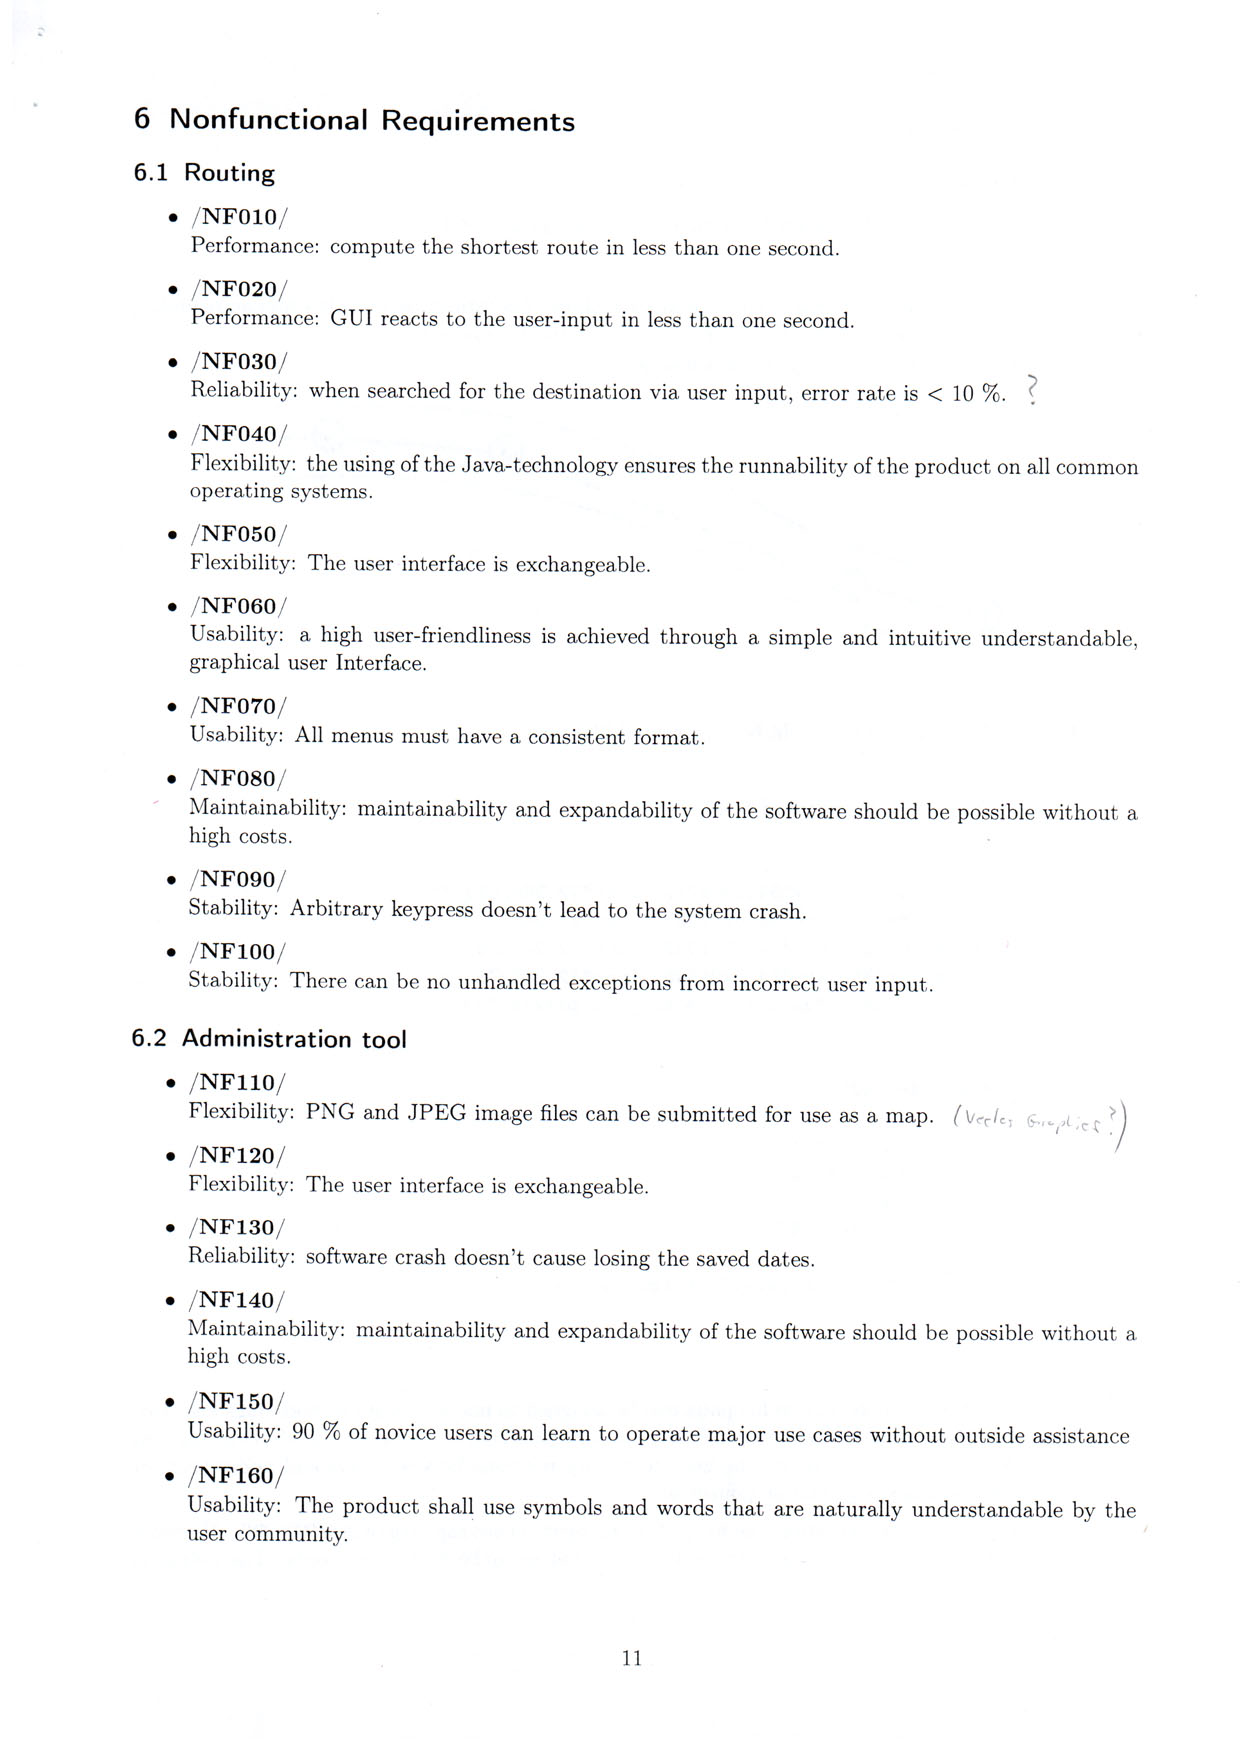 6 Nonfunctional Requirements
6.1 Routing
• /NF010/
Performance: compute the shortest route in less than one second.
• /NF020/
Performance: GUI reacts to the user-input in less than one second.
• /NF030/
Reliability: when searched for the destination via user input, error rate is < 10 %. ?
• /NF040/
Flexibility: the using of the Java-technology ensures the runnability of the product on all common
operating systems.
• /NF050/
Flexibility: The user interface is exchangeable.
• /NF060/
Usability: a high user-friendliness is achieved through a simple and intuitive understandable,
graphical user Interface.
• /NF070/
Usability: All menus must have a consistent format.
• /NF080/
Maintainability: maintainability and expandability of the software should be possible without a
high costs.
• /NF090/
Stability: Arbitrary keypress doesn't lead to the system crash.
• /NF100/
Stability: There can be no unhandled exceptions from incorrect user input.
6.2 Administration tool
• /NF110/
Flexibility: PNG and JPEG image files can be submitted for use as a map. (Vector Graphics?)
• /NF120/
Flexibility: The user interface is exchangeable.
• /NF130/
Reliability: software crash doesn't cause losing the saved dates.
• /NF140/
Maintainability: maintainability and expandability of the software should be possible without a
high costs.
• /NF150/
Usability: 90 % of novice users can learn to operate major use cases without outside assistance
• /NF160/
Usability: The product shall use symbols and words that are naturally understandable by the
user community.
11